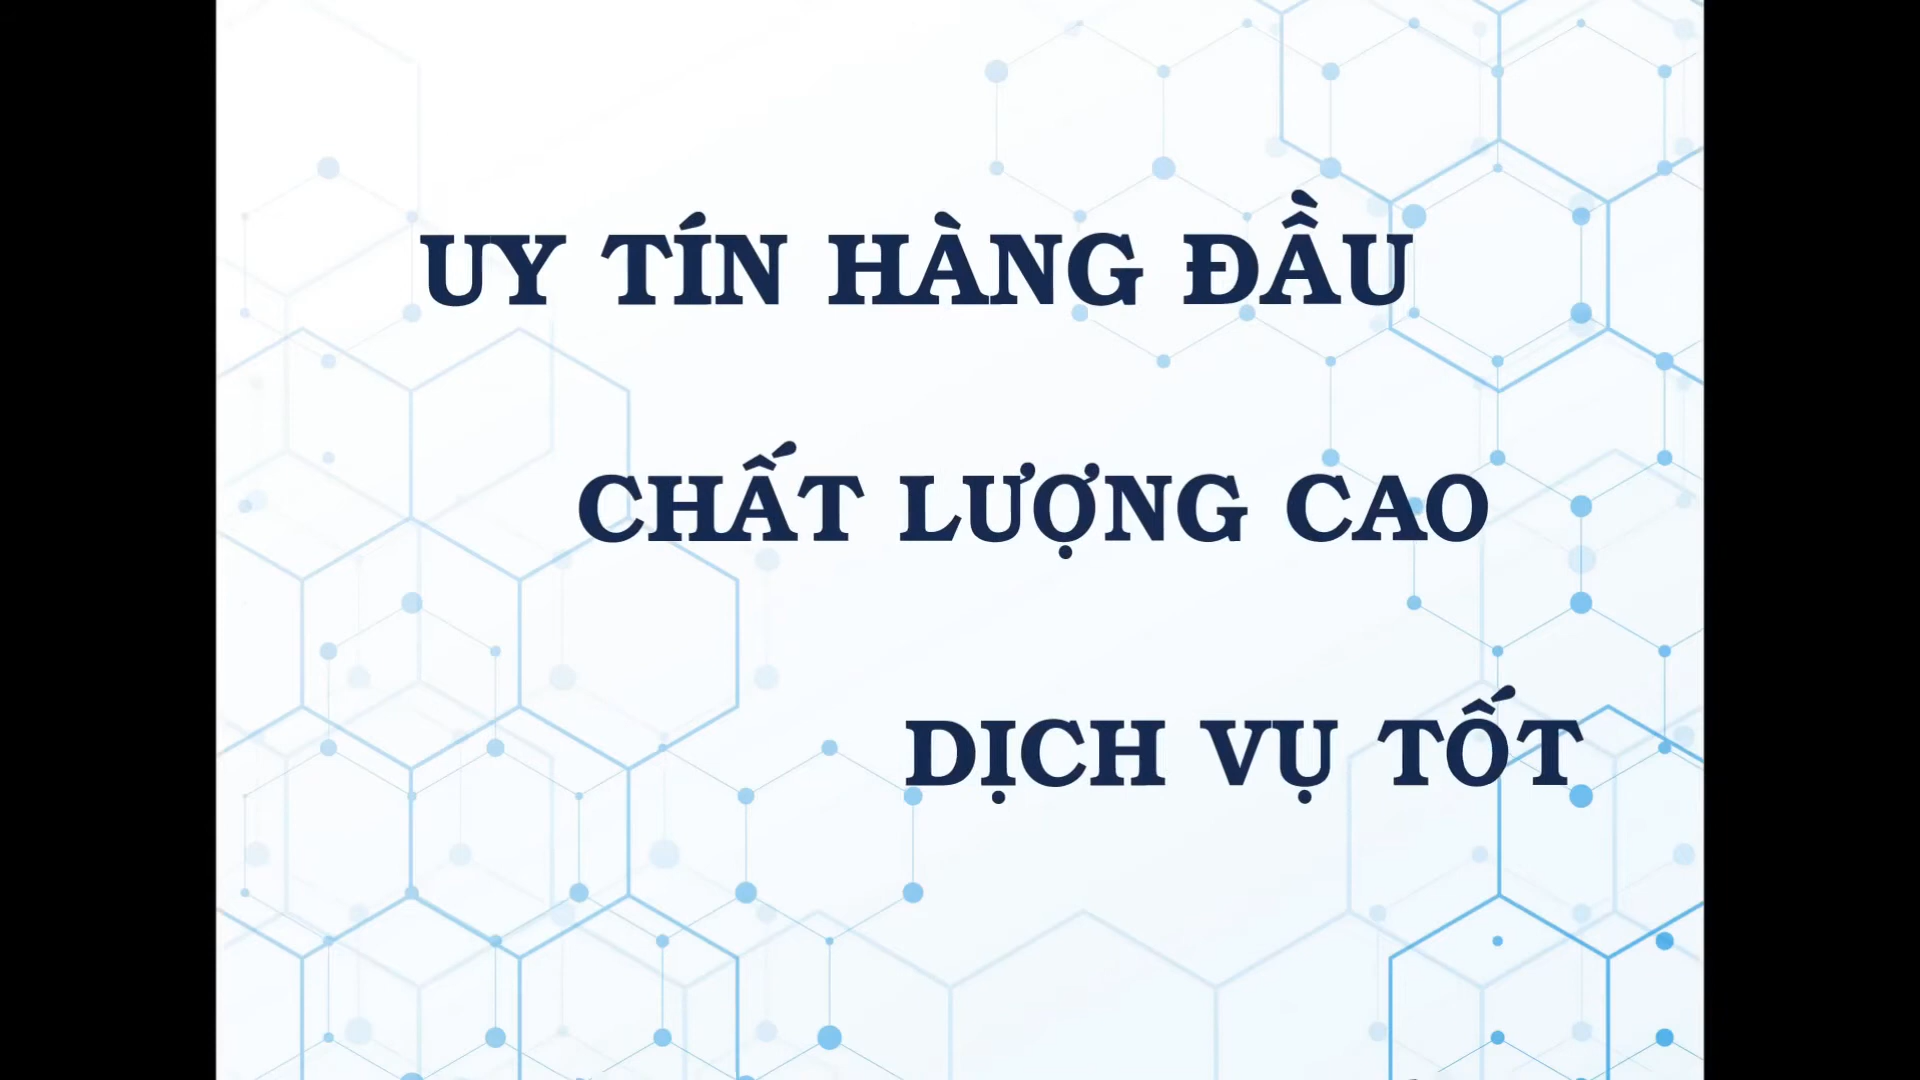 UY TÍN HÀNG ĐẦU
CHẤT LƯỢNG CAO
DỊCH VỤ TỐT